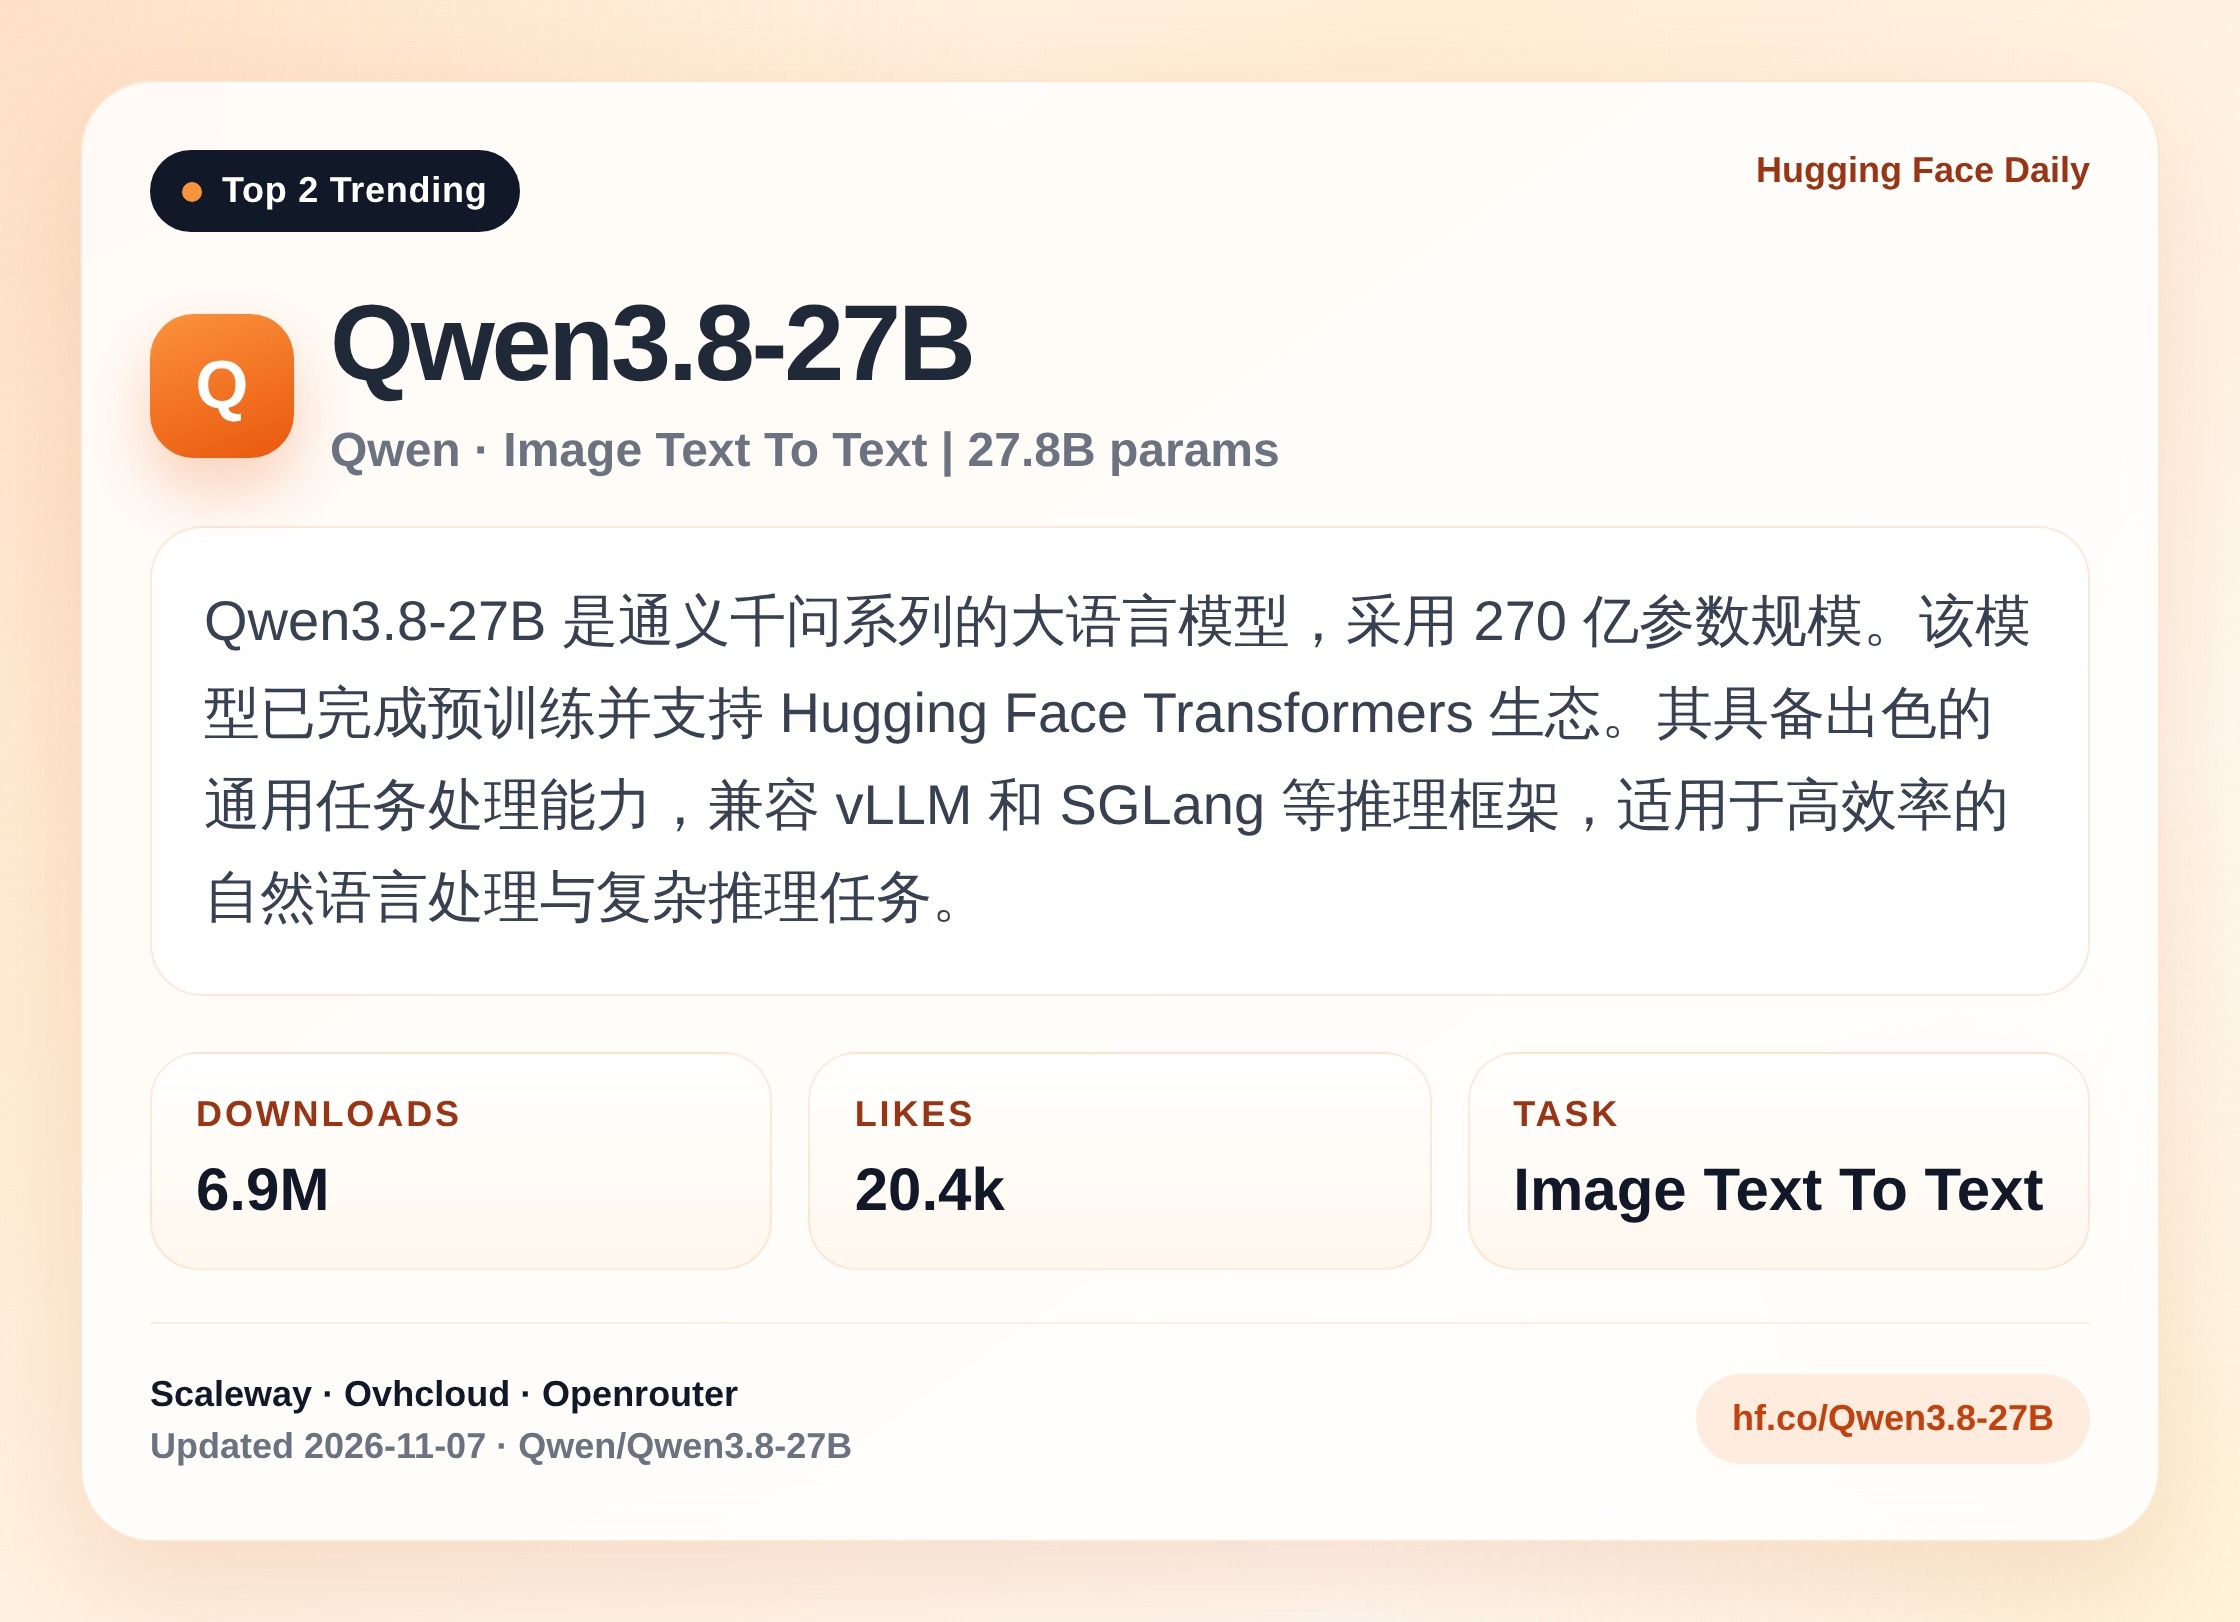 Top 2 Trending
Hugging Face Daily
Q
Qwen3.8-27B
Qwen · Image Text To Text | 27.8B params
Qwen3.8-27B 是通义千问系列的大语言模型，采用 270 亿参数规模。该模
型已完成预训练并支持 Hugging Face Transformers 生态。其具备出色的
通用任务处理能力，兼容 vLLM 和 SGLang 等推理框架，适用于高效率的
自然语言处理与复杂推理任务。
DOWNLOADS
6.9M
LIKES
20.4k
TASK
Image Text To Text
Scaleway · Ovhcloud · Openrouter
Updated 2026-11-07 · Qwen/Qwen3.8-27B
hf.co/Qwen3.8-27B